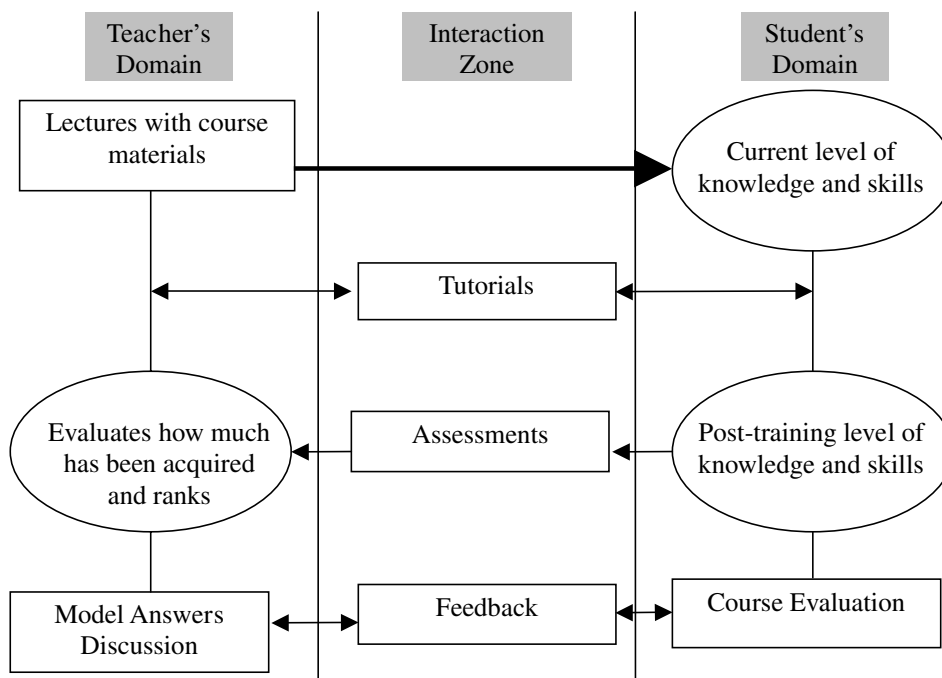 Teacher's
Domain
Interaction
Zone
Student's
Domain
Lectures with course
materials
Current level of
knowledge and skills
Tutorials
Evaluates how much
has been acquired
and ranks
Assessments
Post-training level of
knowledge and skills
Model Answers
Discussion
Feedback
Course Evaluation